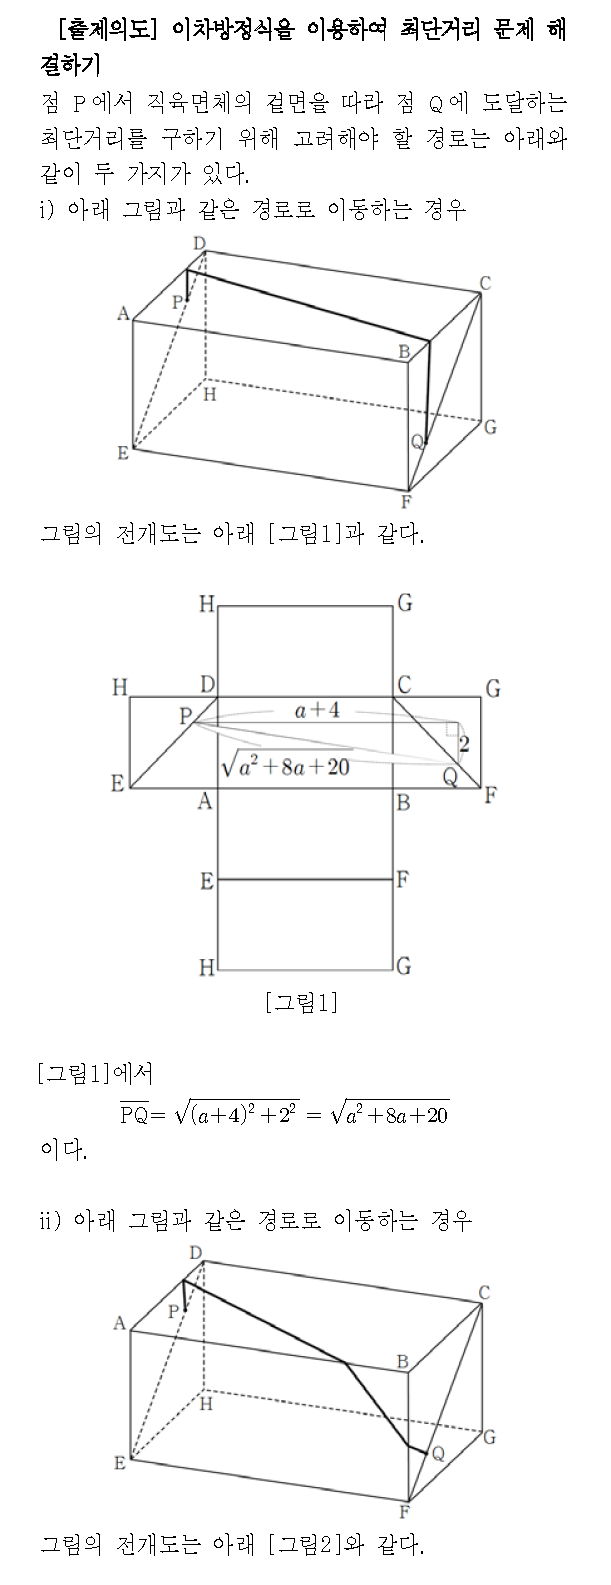 [출제의도] 이차방정식을 이용하여 최단거리 문제 해
결하기
점 P에서 직육면체의 겉면을 따라 점 Q에 도달하는
최단거리를 구하기 위해 고려해야 할 경로는 아래와
같이 두 가지가 있다.
i) 아래 그림과 같은 경로로 이동하는 경우
D
C
P
A
B
H
G
E
Q
F
그림의 전개도는 아래 [그림1]과 같다.
H G
H D C G
P a+4
2
√(a²+8a+20)
Q
E A B F
E F
H G
[그림1]
[그림1]에서
PQ= √((a+4)²+2²) = √(a²+8a+20)
이다.
ii) 아래 그림과 같은 경로로 이동하는 경우
D
C
P
A
B
H
G
Q
E
F
그림의 전개도는 아래 [그림2]와 같다.